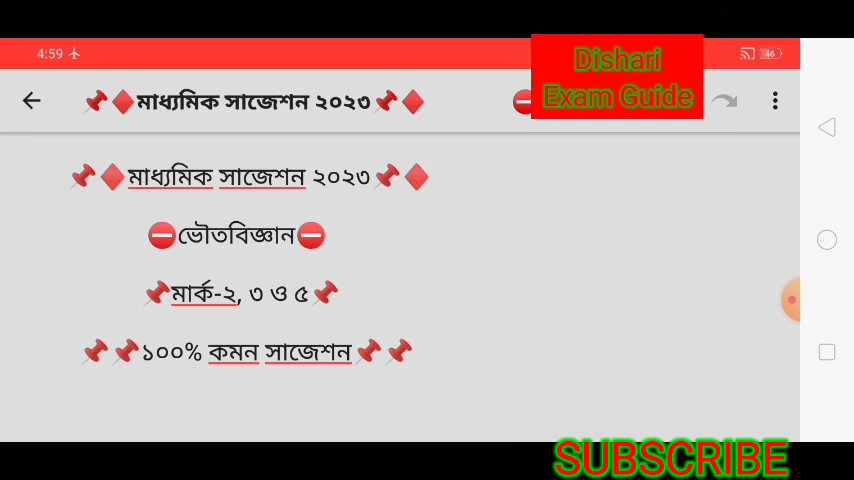 4:59
46
Dishari
Exam Guide
📌♦️মাধ্যমিক সাজেশন ২০২৩📌♦️
📌♦️মাধ্যমিক সাজেশন ২০২৩📌♦️
⛔ভৌতবিজ্ঞান⛔
📌মার্ক-২, ৩ ও ৫📌
📌📌১০০% কমন সাজেশন📌📌
SUBSCRIBE